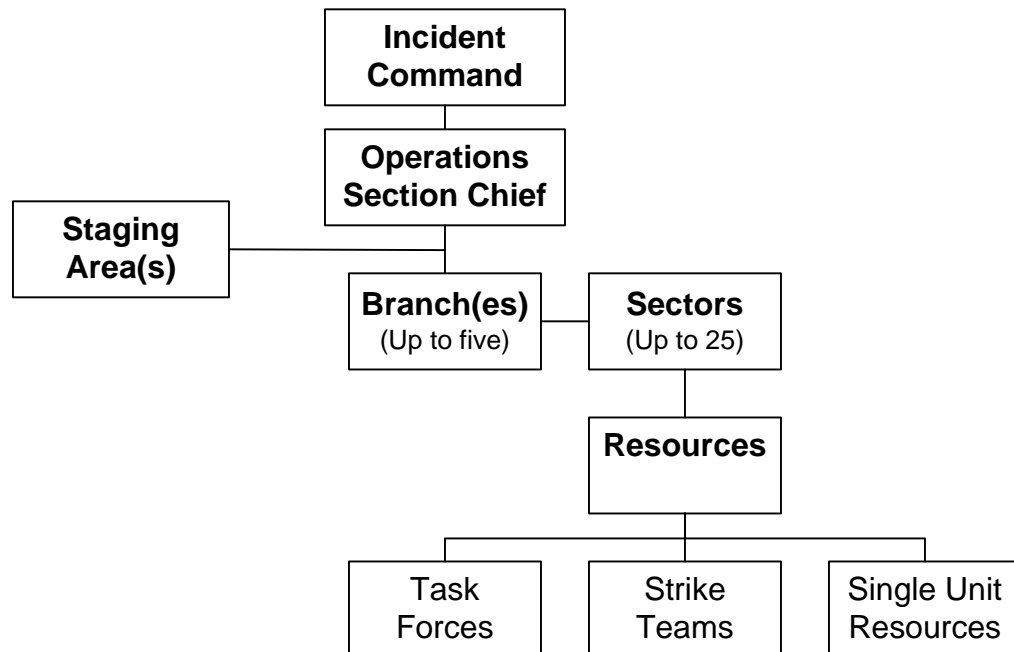 Incident
Command
Operations
Section Chief
Staging
Area(s)
Branch(es)
(Up to five)
Sectors
(Up to 25)
Resources
Task
Forces
Strike
Teams
Single Unit
Resources